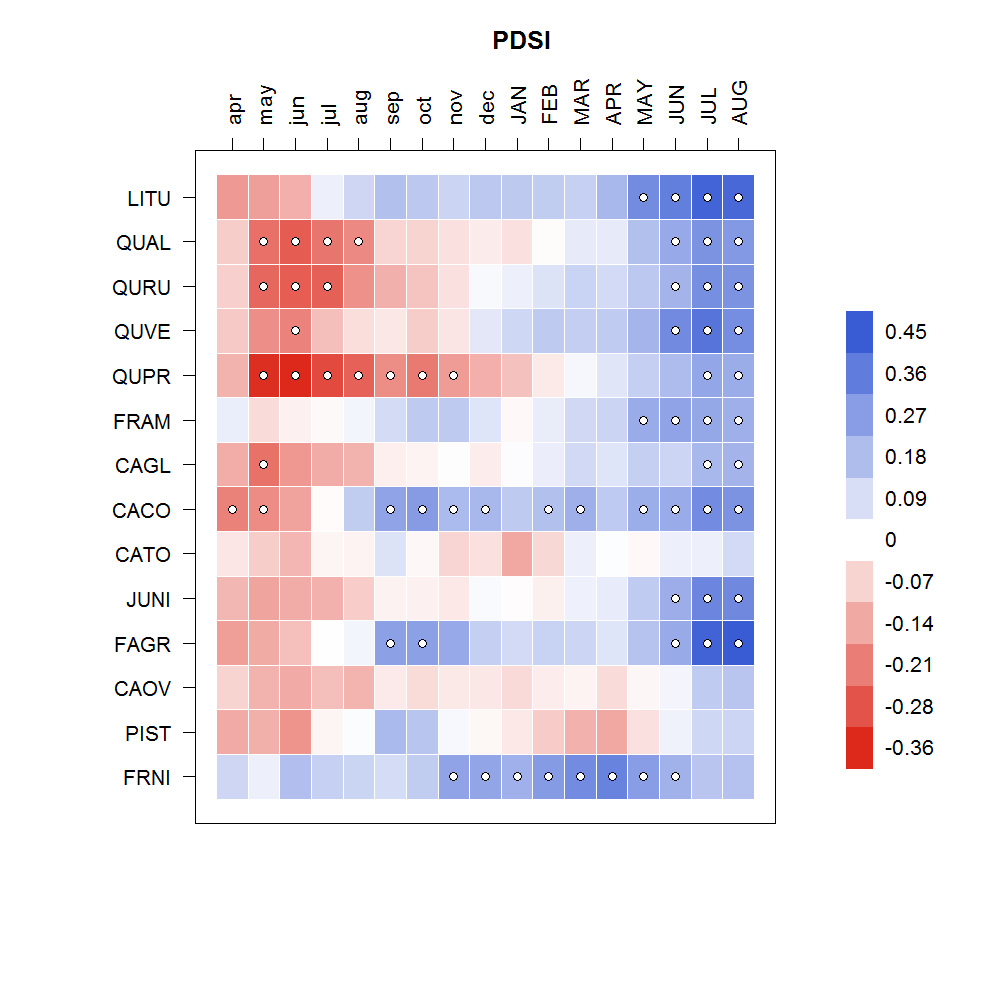 PDSI
apr may jun jul aug sep oct nov dec JAN FEB MAR APR MAY JUN JUL AUG
LITU
QUAL
QURU
QUVE
QUPR
FRAM
CAGL
CACO
CATO
JUNI
FAGR
CAOV
PIST
FRNI
0.45
0.36
0.27
0.18
0.09
0
-0.07
-0.14
-0.21
-0.28
-0.36